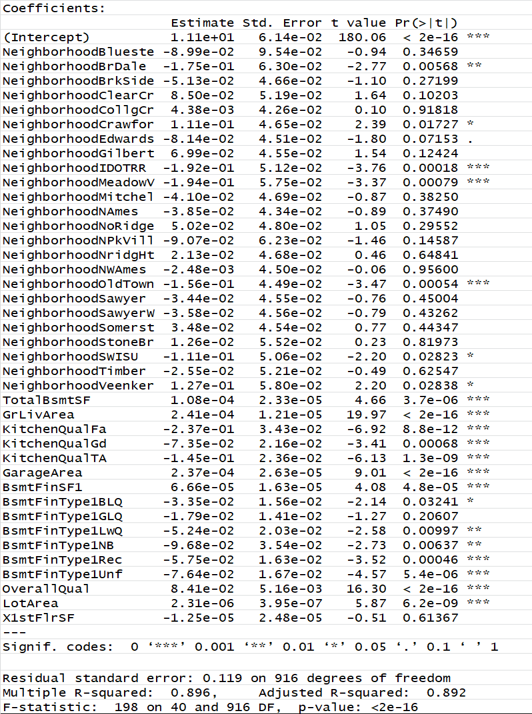 Coefficients:
                     Estimate Std. Error t value Pr(>|t|)
(Intercept)          1.11e+01   6.14e-02  180.06  < 2e-16 ***
NeighborhoodBlueste -8.99e-02   9.54e-02   -0.94  0.34659
NeighborhoodBrDale  -1.75e-01   6.30e-02   -2.77  0.00568 **
NeighborhoodBrkSide -5.13e-02   4.66e-02   -1.10  0.27199
NeighborhoodClearCr  8.50e-02   5.19e-02    1.64  0.10203
NeighborhoodCollgCr  4.38e-03   4.26e-02    0.10  0.91818
NeighborhoodCrawfor  1.11e-01   4.65e-02    2.39  0.01727 *
NeighborhoodEdwards -8.14e-02   4.51e-02   -1.80  0.07153 .
NeighborhoodGilbert  6.99e-02   4.55e-02    1.54  0.12424
NeighborhoodIDOTRR  -1.92e-01   5.12e-02   -3.76  0.00018 ***
NeighborhoodMeadowV -1.94e-01   5.75e-02   -3.37  0.00079 ***
NeighborhoodMitchel -4.10e-02   4.69e-02   -0.87  0.38250
NeighborhoodNAmes   -3.85e-02   4.34e-02   -0.89  0.37490
NeighborhoodNoRidge  5.02e-02   4.80e-02    1.05  0.29552
NeighborhoodNPkVill -9.07e-02   6.23e-02   -1.46  0.14587
NeighborhoodNridgHt  2.13e-02   4.68e-02    0.46  0.64841
NeighborhoodNWAmes  -2.48e-03   4.50e-02   -0.06  0.95600
NeighborhoodOldTown -1.56e-01   4.49e-02   -3.47  0.00054 ***
NeighborhoodSawyer  -3.44e-02   4.55e-02   -0.76  0.45004
NeighborhoodSawyerW -3.58e-02   4.56e-02   -0.79  0.43262
NeighborhoodSomerst  3.48e-02   4.54e-02    0.77  0.44347
NeighborhoodStoneBr  1.26e-02   5.52e-02    0.23  0.81973
NeighborhoodSWISU   -1.11e-01   5.06e-02   -2.20  0.02823 *
NeighborhoodTimber  -2.55e-02   5.21e-02   -0.49  0.62547
NeighborhoodVeenker  1.27e-01   5.80e-02    2.20  0.02838 *
TotalBsmtSF          1.08e-04   2.33e-05    4.66  3.7e-06 ***
GrLivArea            2.41e-04   1.21e-05   19.97  < 2e-16 ***
KitchenQualFa       -2.37e-01   3.43e-02   -6.92  8.8e-12 ***
KitchenQualGd       -7.35e-02   2.16e-02   -3.41  0.00068 ***
KitchenQualTA       -1.45e-01   2.36e-02   -6.13  1.3e-09 ***
GarageArea           2.37e-04   2.63e-05    9.01  < 2e-16 ***
BsmtFinSF1           6.66e-05   1.63e-05    4.08  4.8e-05 ***
BsmtFinType1BLQ     -3.35e-02   1.56e-02   -2.14  0.03241 *
BsmtFinType1GLQ     -1.79e-02   1.41e-02   -1.27  0.20607
BsmtFinType1LwQ     -5.24e-02   2.03e-02   -2.58  0.00997 **
BsmtFinType1NB      -9.68e-02   3.54e-02   -2.73  0.00637 **
BsmtFinType1Rec     -5.75e-02   1.63e-02   -3.52  0.00046 ***
BsmtFinType1Unf     -7.64e-02   1.67e-02   -4.57  5.4e-06 ***
OverallQual          8.41e-02   5.16e-03   16.30  < 2e-16 ***
LotArea              2.31e-06   3.95e-07    5.87  6.2e-09 ***
X1stFlrSF           -1.25e-05   2.48e-05   -0.51  0.61367
---
Signif. codes:  0 ‘***’ 0.001 ‘**’ 0.01 ‘*’ 0.05 ‘.’ 0.1 ‘ ’ 1
Residual standard error: 0.119 on 916 degrees of freedom
Multiple R-squared:  0.896,     Adjusted R-squared:  0.892
F-statistic:  198 on 40 and 916 DF,  p-value: <2e-16